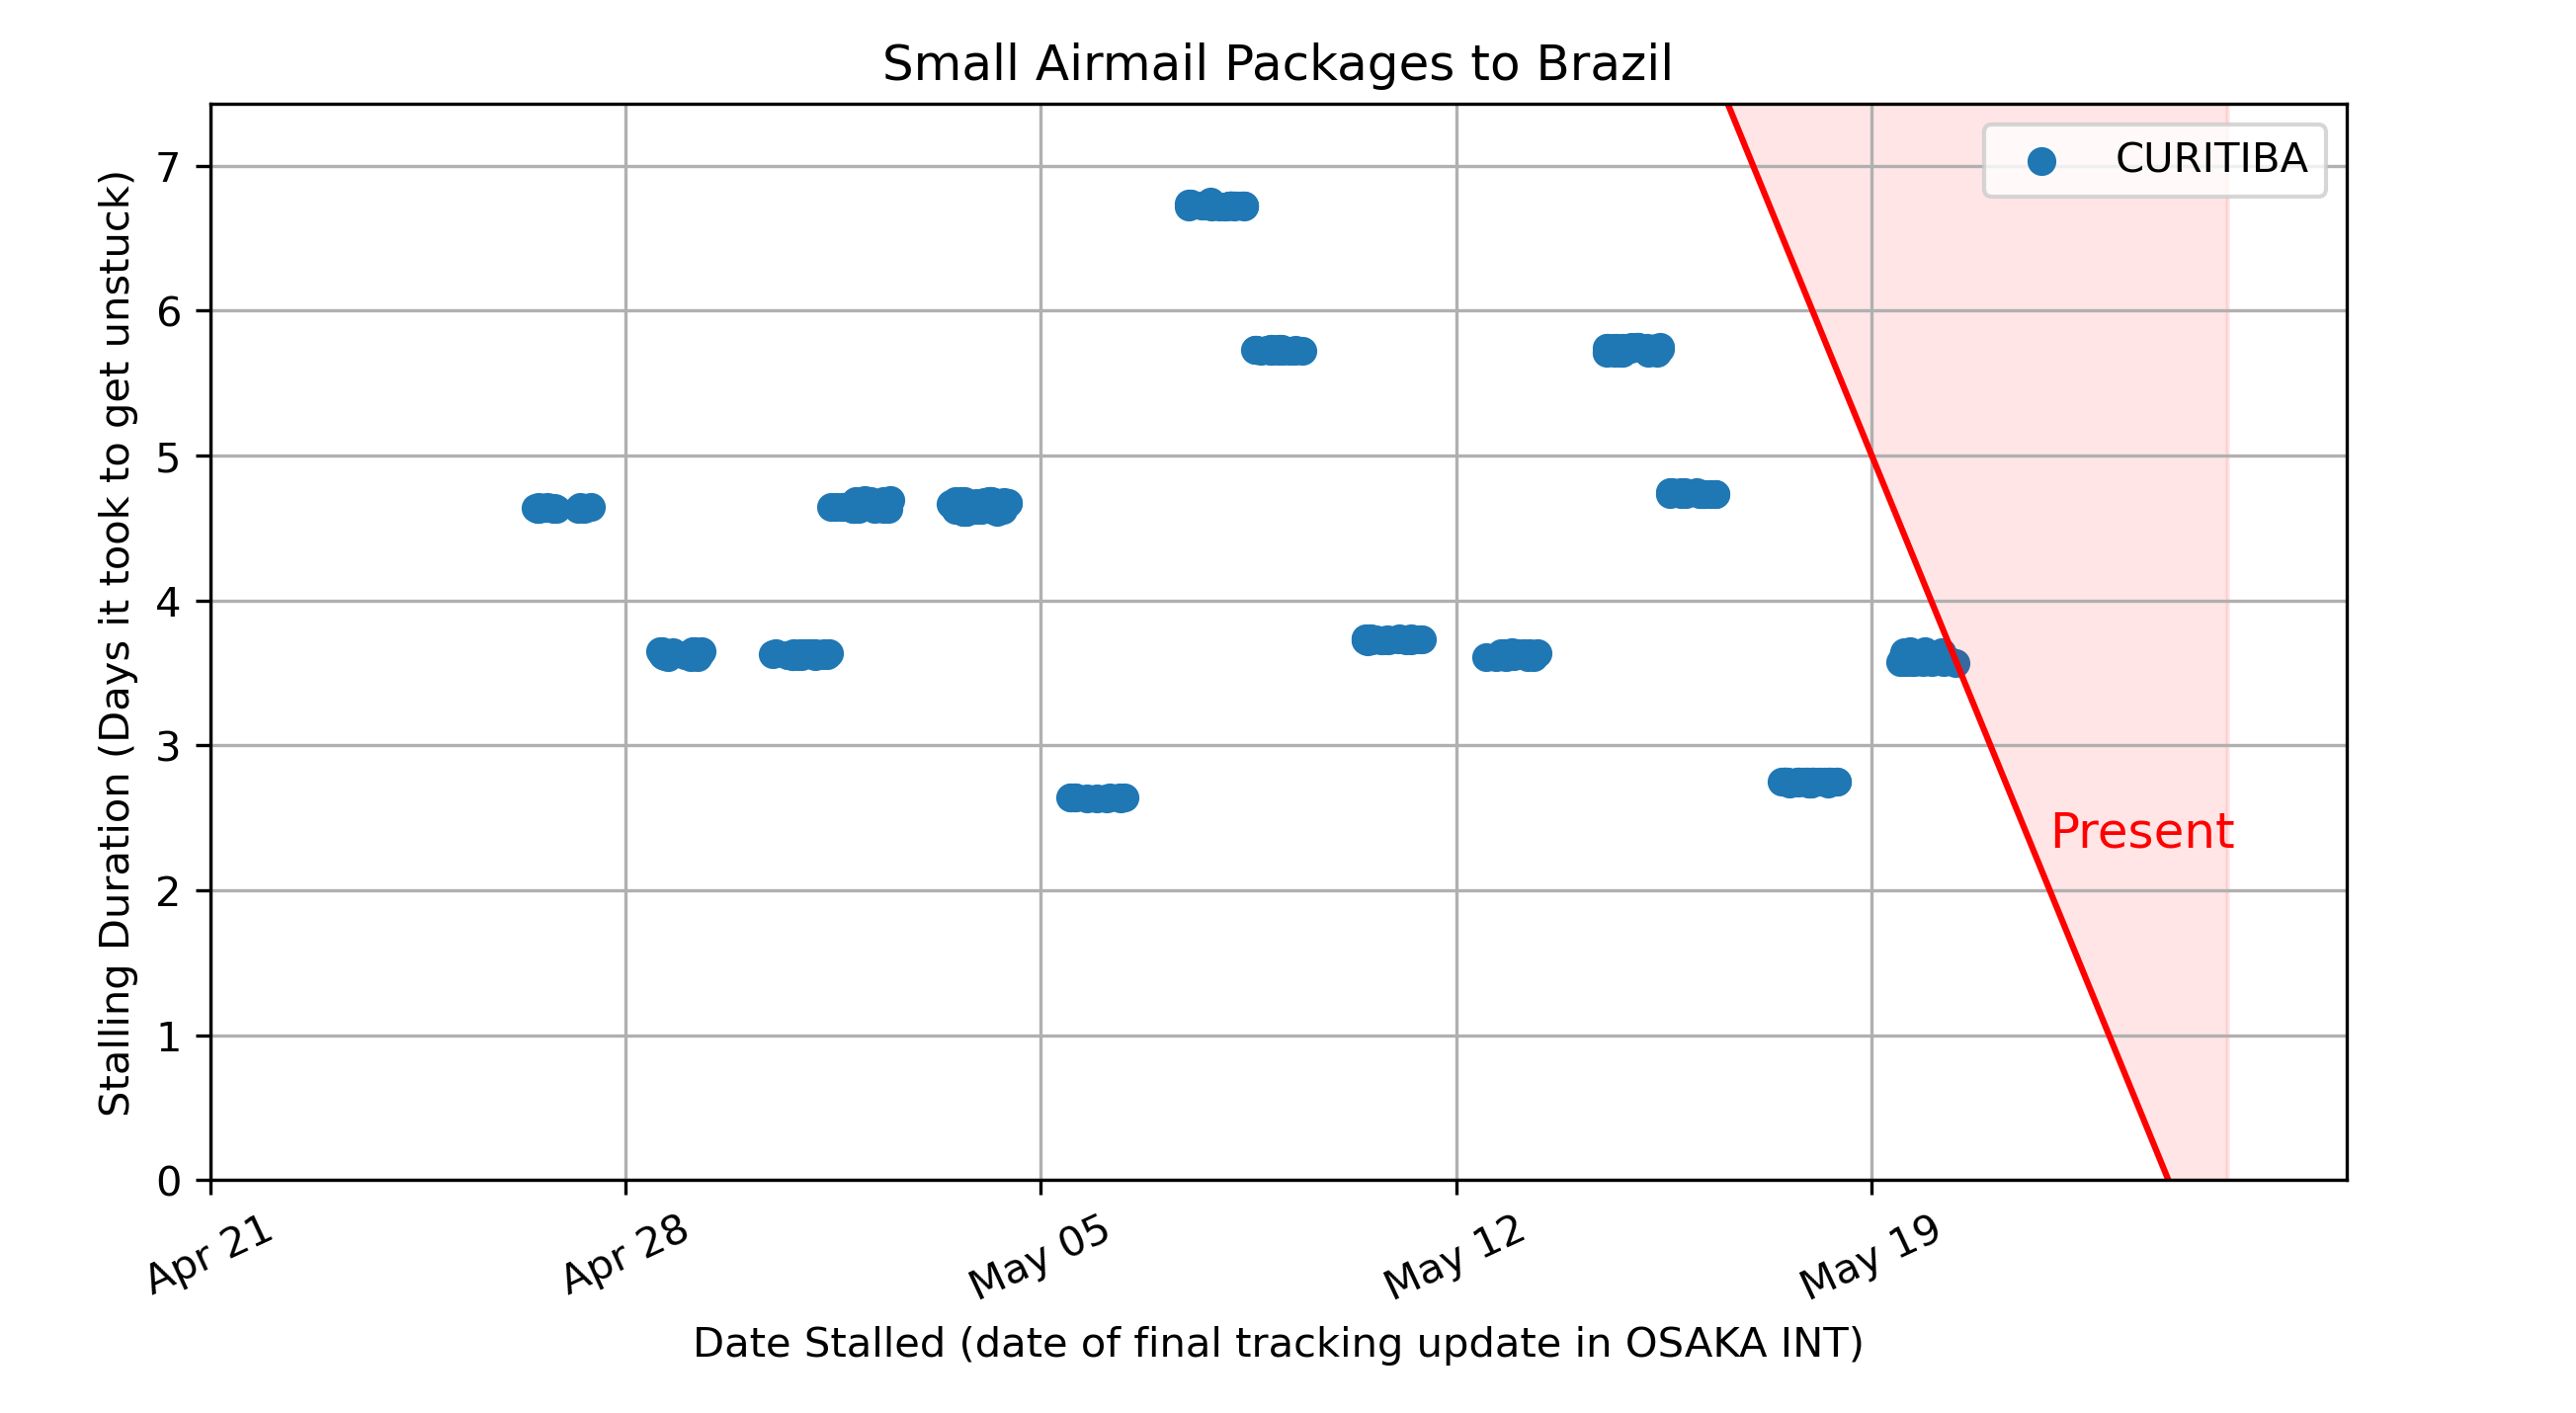 Small Airmail Packages to Brazil
CURITIBA
Stalling Duration (Days it took to get unstuck)
7
6
5
4
3
2
1
0
Present
Apr 21
Apr 28
May 05
May 12
May 19
Date Stalled (date of final tracking update in OSAKA INT)